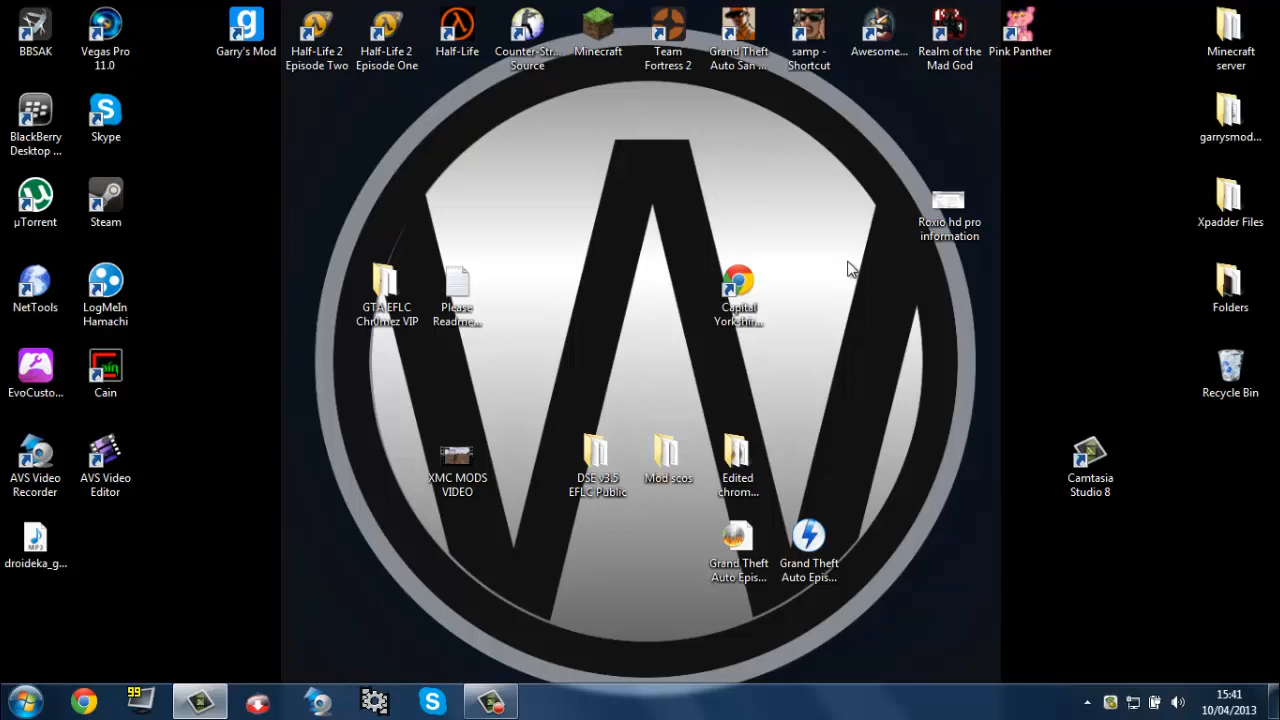 BBSAK
Vegas Pro
11.0
Garry's Mod
Half-Life 2
Episode Two
Half-Life 2
Episode One
Half-Life
Counter-Str...
Source
Minecraft
Team
Fortress 2
Grand Theft
Auto San ...
samp -
Shortcut
Awesome...
Realm of the
Mad God
Pink Panther
Minecraft
server
BlackBerry
Desktop ...
Skype
garrysmod...
µTorrent
Steam
Roxio hd pro
information
Xpadder Files
NetTools
LogMeIn
Hamachi
GTA EFLC
Chr0mez VIP
Please
Readme...
Capital
Yorkshir...
Folders
EvoCusto...
Cain
Recycle Bin
AVS Video
Recorder
AVS Video
Editor
XMC MODS
VIDEO
DSE v3.5
EFLC Public
Mod scos
Edited
chrom...
Camtasia
Studio 8
droideka_g...
Grand Theft
Auto Epis...
Grand Theft
Auto Epis...
99
15:41
10/04/2013